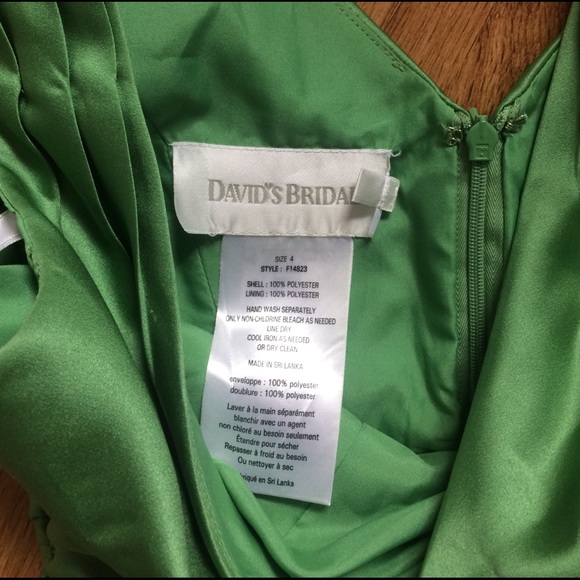 DAVID'S BRIDA
SIZE 4
STYLE : F14823
SHELL : 100% POLYESTER
LINING : 100% POLYESTER
HAND WASH SEPARATELY
ONLY NON-CHLORINE BLEACH AS NEEDED
LINE DRY
COOL IRON AS NEEDED
OR DRY CLEAN
MADE IN SRI LANKA
enveloppe : 100% polyester
doublure : 100% polyester
Laver à la main séparément
blanchir avec un agent
non chloré au besoin seulement
Étandre pour sécher
Repasser à froid au besoin
Ou nettoyer à sec
riqué en Sri Lanka